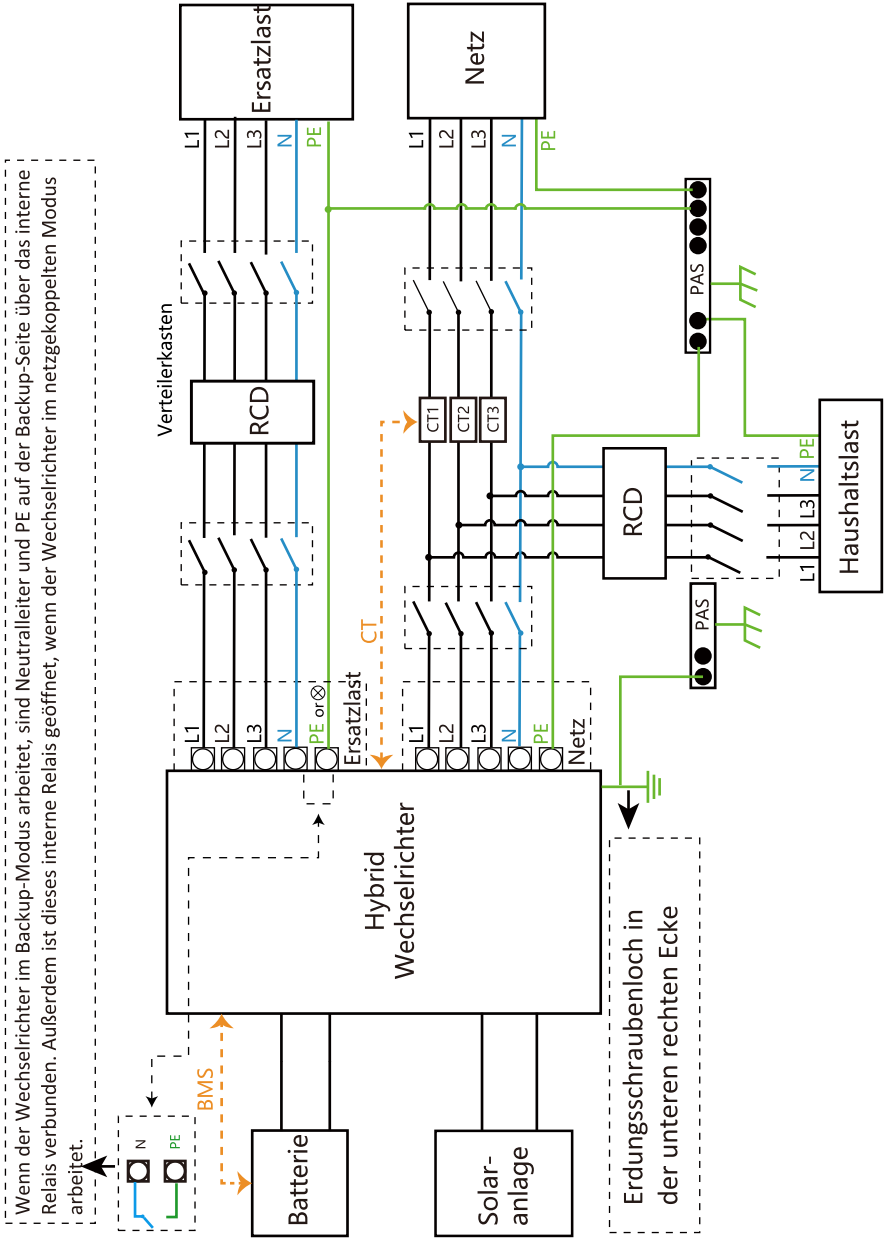 Wenn der Wechselrichter im Backup-Modus arbeitet, sind Neutralleiter und PE auf der Backup-Seite über das interne
Relais verbunden. Außerdem ist dieses interne Relais geöffnet, wenn der Wechselrichter im netzgekoppelten Modus
arbeitet.
N
PE
BMS
Batterie
Solar-
anlage
Hybrid
Wechselrichter
Erdungsschraubenloch in
der unteren rechten Ecke
L1
L2
L3
N
PE or
Ersatzlast
L1
L2
L3
N
PE
Netz
CT
Verteilerkasten
RCD
CT1
CT2
CT3
RCD
L1
L2
L3
N
PE
Haushaltslast
PAS
PAS
L1
L2
L3
N
PE
Ersatzlast
L1
L2
L3
N
PE
Netz